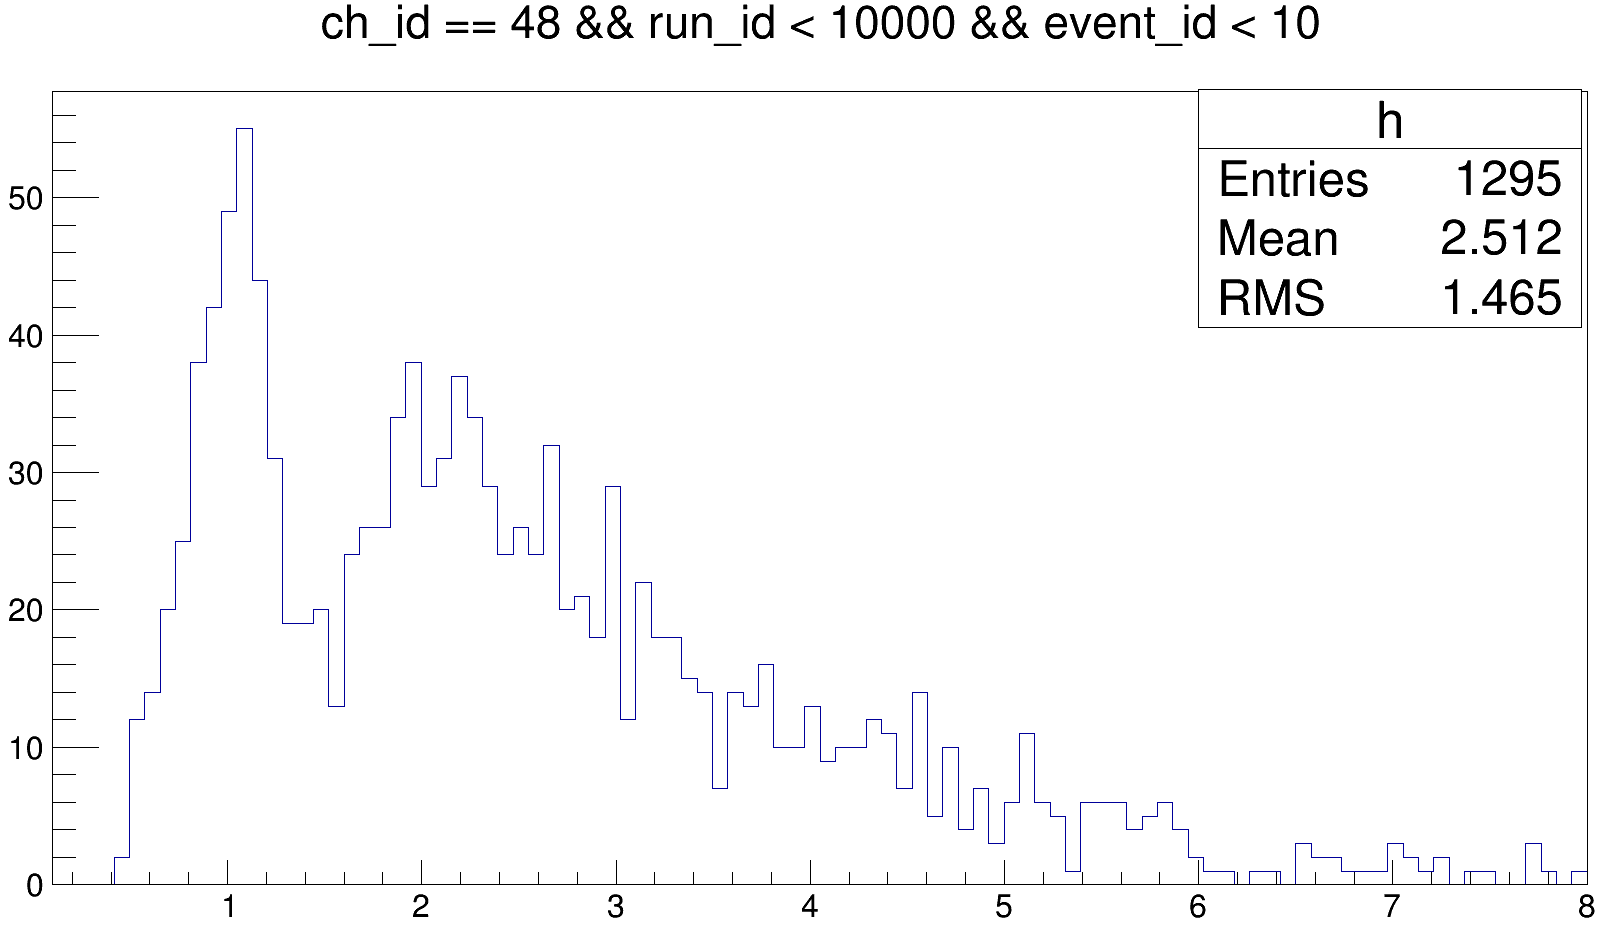 ch_id == 48 && run_id < 10000 && event_id < 10
h
Entries 1295
Mean 2.512
RMS 1.465
50
40
30
20
10
0
1 2 3 4 5 6 7 8